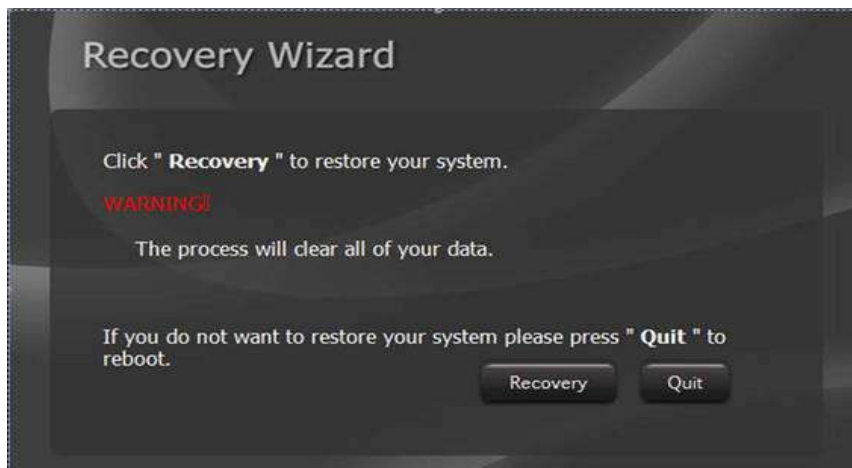 Recovery Wizard
Click " Recovery " to restore your system.
WARNING
The process will clear all of your data.
If you do not want to restore your system please press " Quit " to
reboot.
Recovery
Quit